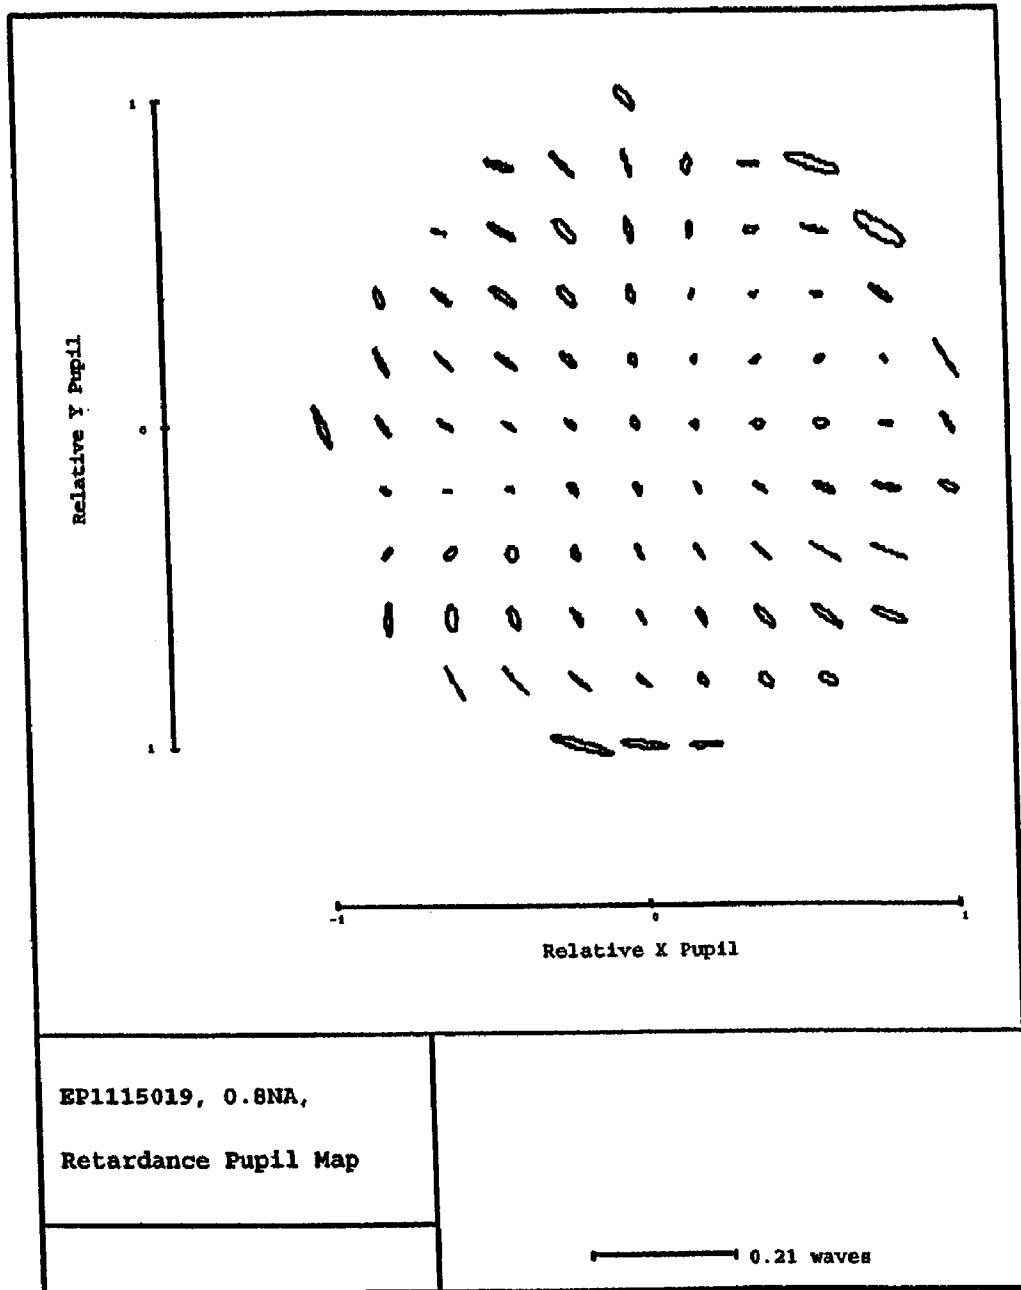 1
Relative Y Pupil
0
1
-1
0
1
Relative X Pupil
EP1115019, 0.8NA,
Retardance Pupil Map
0.21 waves